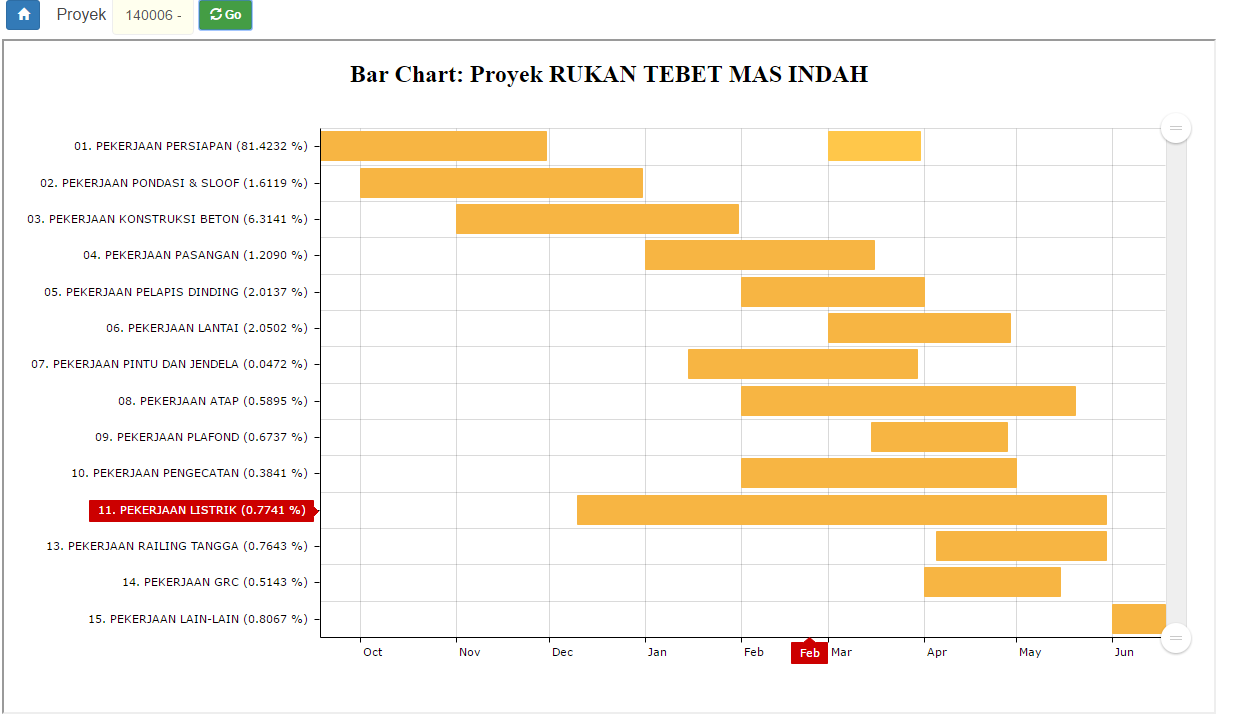 Proyek 140006 - Go
Bar Chart: Proyek RUKAN TEBET MAS INDAH
01. PEKERJAAN PERSIAPAN (81.4232 %)
02. PEKERJAAN PONDASI & SLOOF (1.6119 %)
03. PEKERJAAN KONSTRUKSI BETON (6.3141 %)
04. PEKERJAAN PASANGAN (1.2090 %)
05. PEKERJAAN PELAPIS DINDING (2.0137 %)
06. PEKERJAAN LANTAI (2.0502 %)
07. PEKERJAAN PINTU DAN JENDELA (0.0472 %)
08. PEKERJAAN ATAP (0.5895 %)
09. PEKERJAAN PLAFOND (0.6737 %)
10. PEKERJAAN PENGECATAN (0.3841 %)
11. PEKERJAAN LISTRIK (0.7741 %)
13. PEKERJAAN RAILING TANGGA (0.7643 %)
14. PEKERJAAN GRC (0.5143 %)
15. PEKERJAAN LAIN-LAIN (0.8067 %)
Oct Nov Dec Jan Feb Feb Mar Apr May Jun